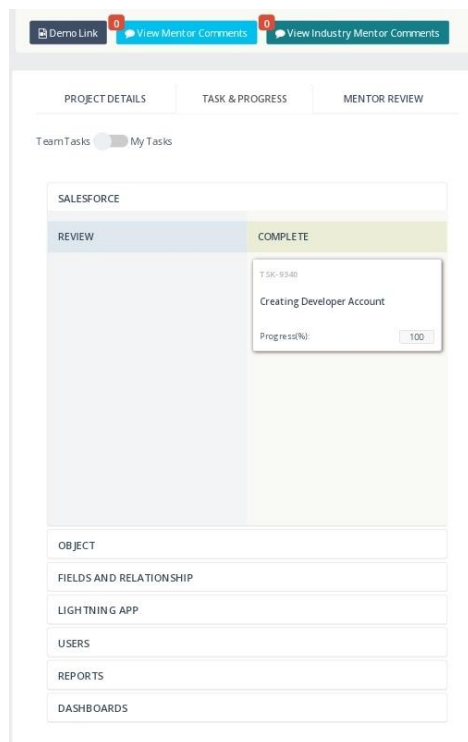 0 0
Demo Link View Mentor Comments View Industry Mentor Comments
PROJECT DETAILS TASK & PROGRESS MENTOR REVIEW
Team Tasks My Tasks
SALESFORCE
REVIEW COMPLETE
TSK-9340
Creating Developer Account
Progress(%): 100
OBJECT
FIELDS AND RELATIONSHIP
LIGHTNING APP
USERS
REPORTS
DASHBOARDS